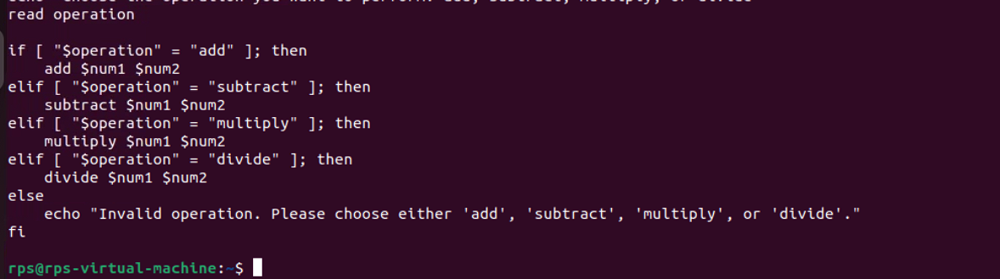 read operation

if [ "$operation" = "add" ]; then
    add $num1 $num2
elif [ "$operation" = "subtract" ]; then
    subtract $num1 $num2
elif [ "$operation" = "multiply" ]; then
    multiply $num1 $num2
elif [ "$operation" = "divide" ]; then
    divide $num1 $num2
else
    echo "Invalid operation. Please choose either 'add', 'subtract', 'multiply', or 'divide'."
fi

rps@rps-virtual-machine:~$